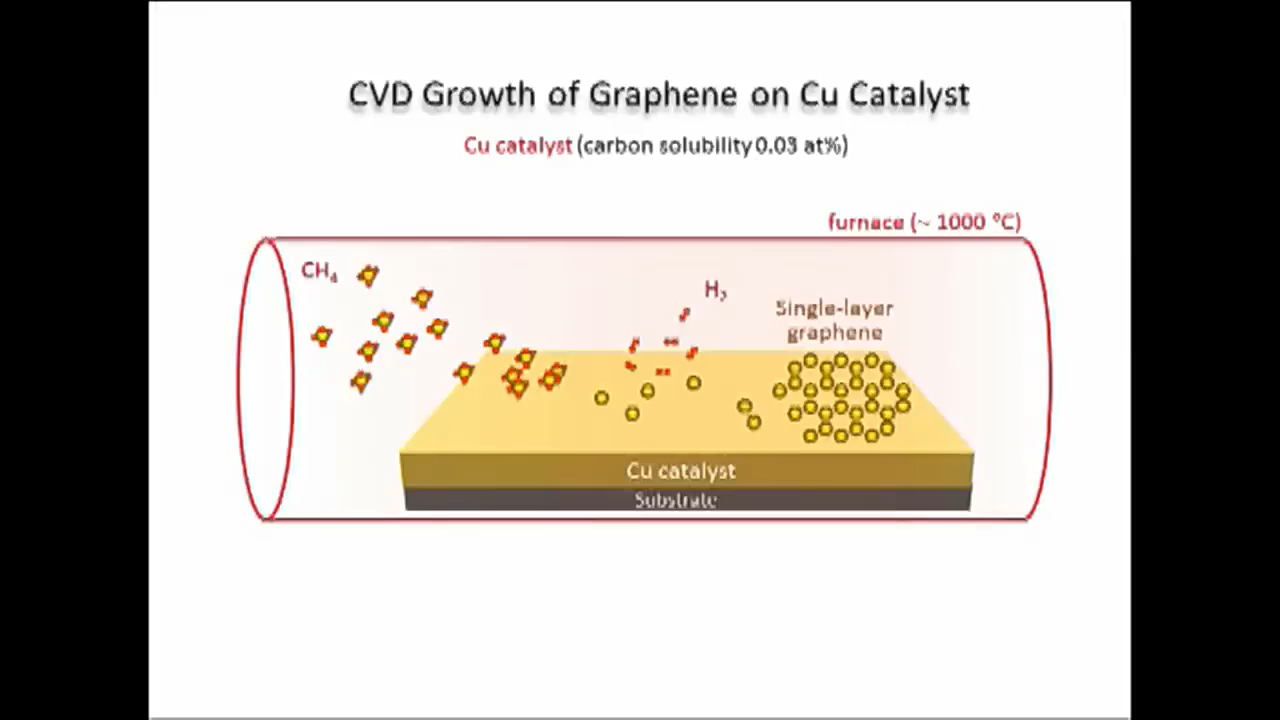 CVD Growth of Graphene on Cu Catalyst
Cu catalyst (carbon solubility 0.03 at%)
furnace (~ 1000 °C)
CH₄
H₂
Single-layer
graphene
Cu catalyst
Substrate